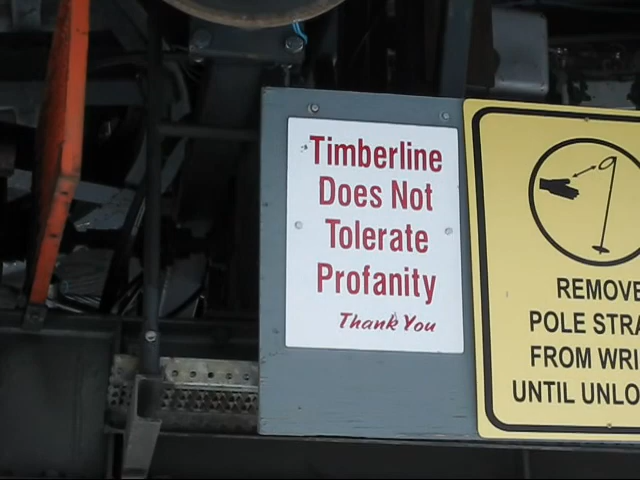 Timberline
Does Not
Tolerate
Profanity
Thank You
REMOVE
POLE STRA
FROM WRI
UNTIL UNLO